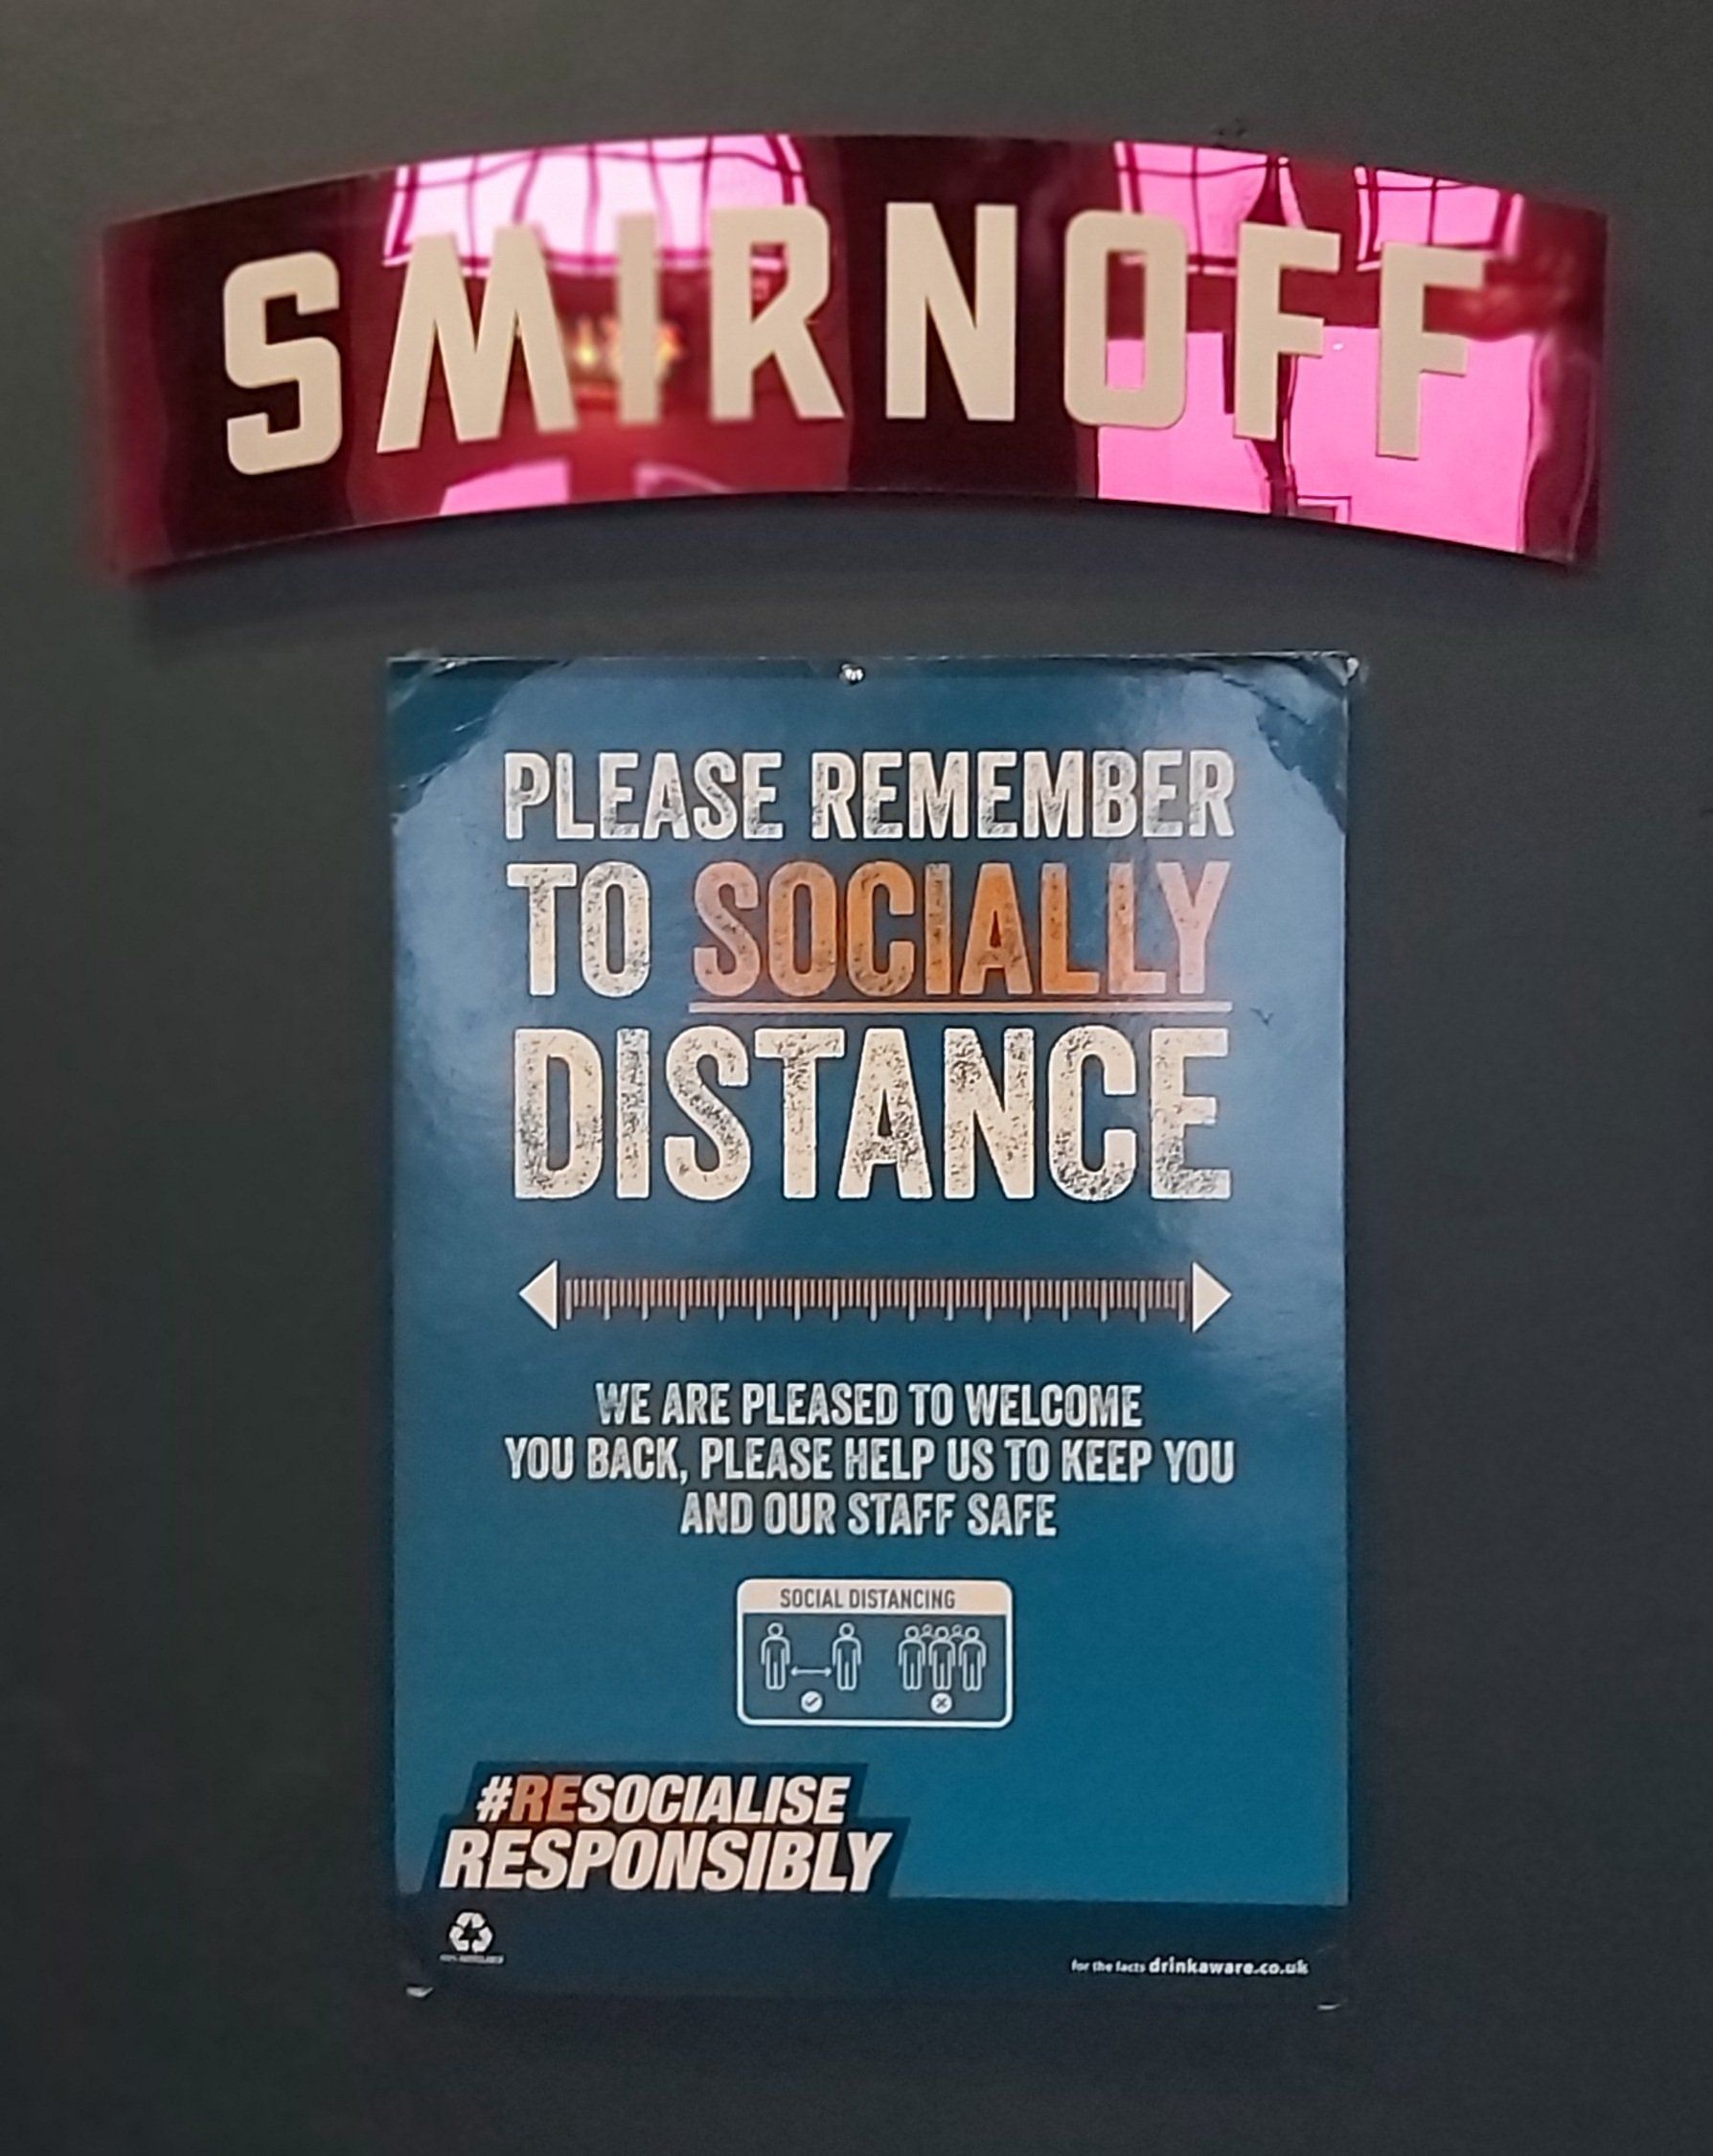 SMIRNOFF
PLEASE REMEMBER
TO SOCIALLY
DISTANCE
WE ARE PLEASED TO WELCOME
YOU BACK, PLEASE HELP US TO KEEP YOU
AND OUR STAFF SAFE
SOCIAL DISTANCING
#RESOCIALISE
RESPONSIBLY
for the facts drinkaware.co.uk